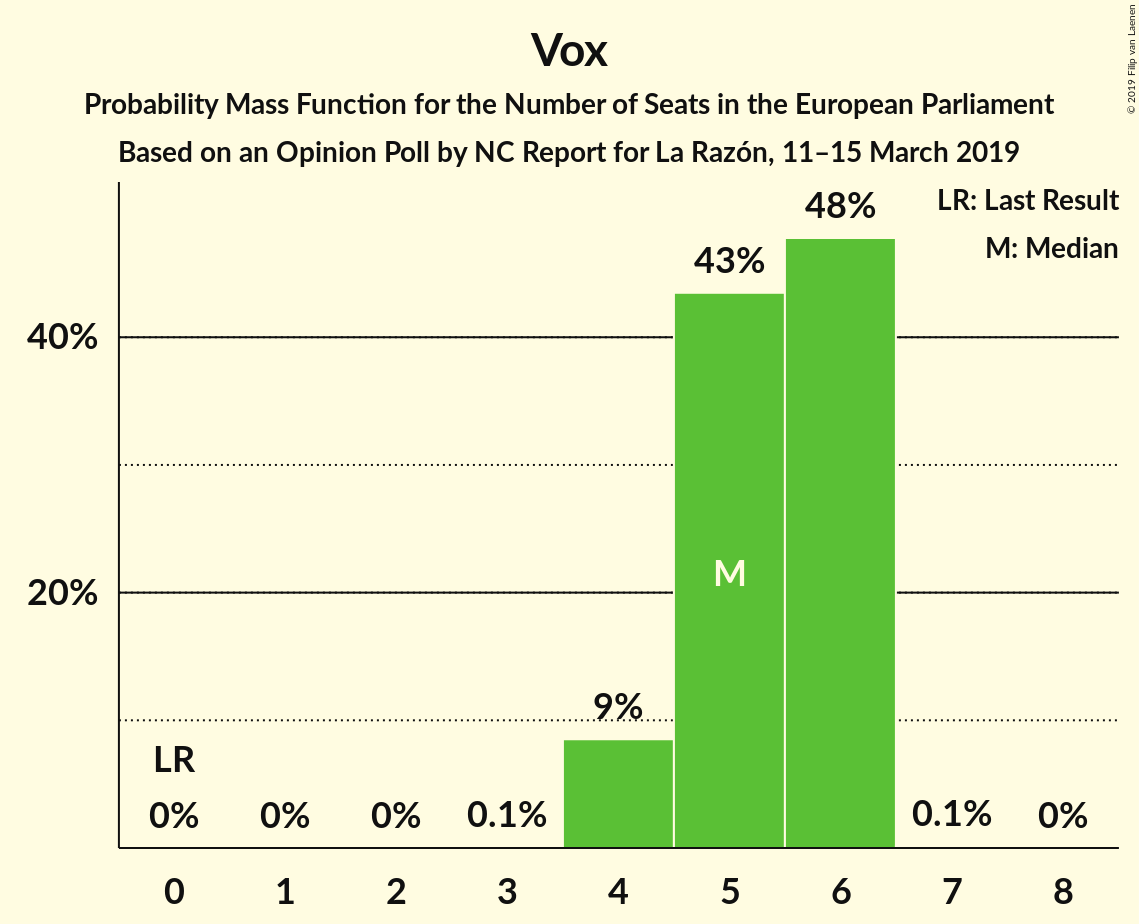 Vox
Probability Mass Function for the Number of Seats in the European Parliament
Based on an Opinion Poll by NC Report for La Razón, 11–15 March 2019
© 2019 Filip van Laenen
LR: Last Result
M: Median
48%
43%
40%
M
20%
9%
LR
0% 0% 0% 0.1% 0.1% 0%
0 1 2 3 4 5 6 7 8